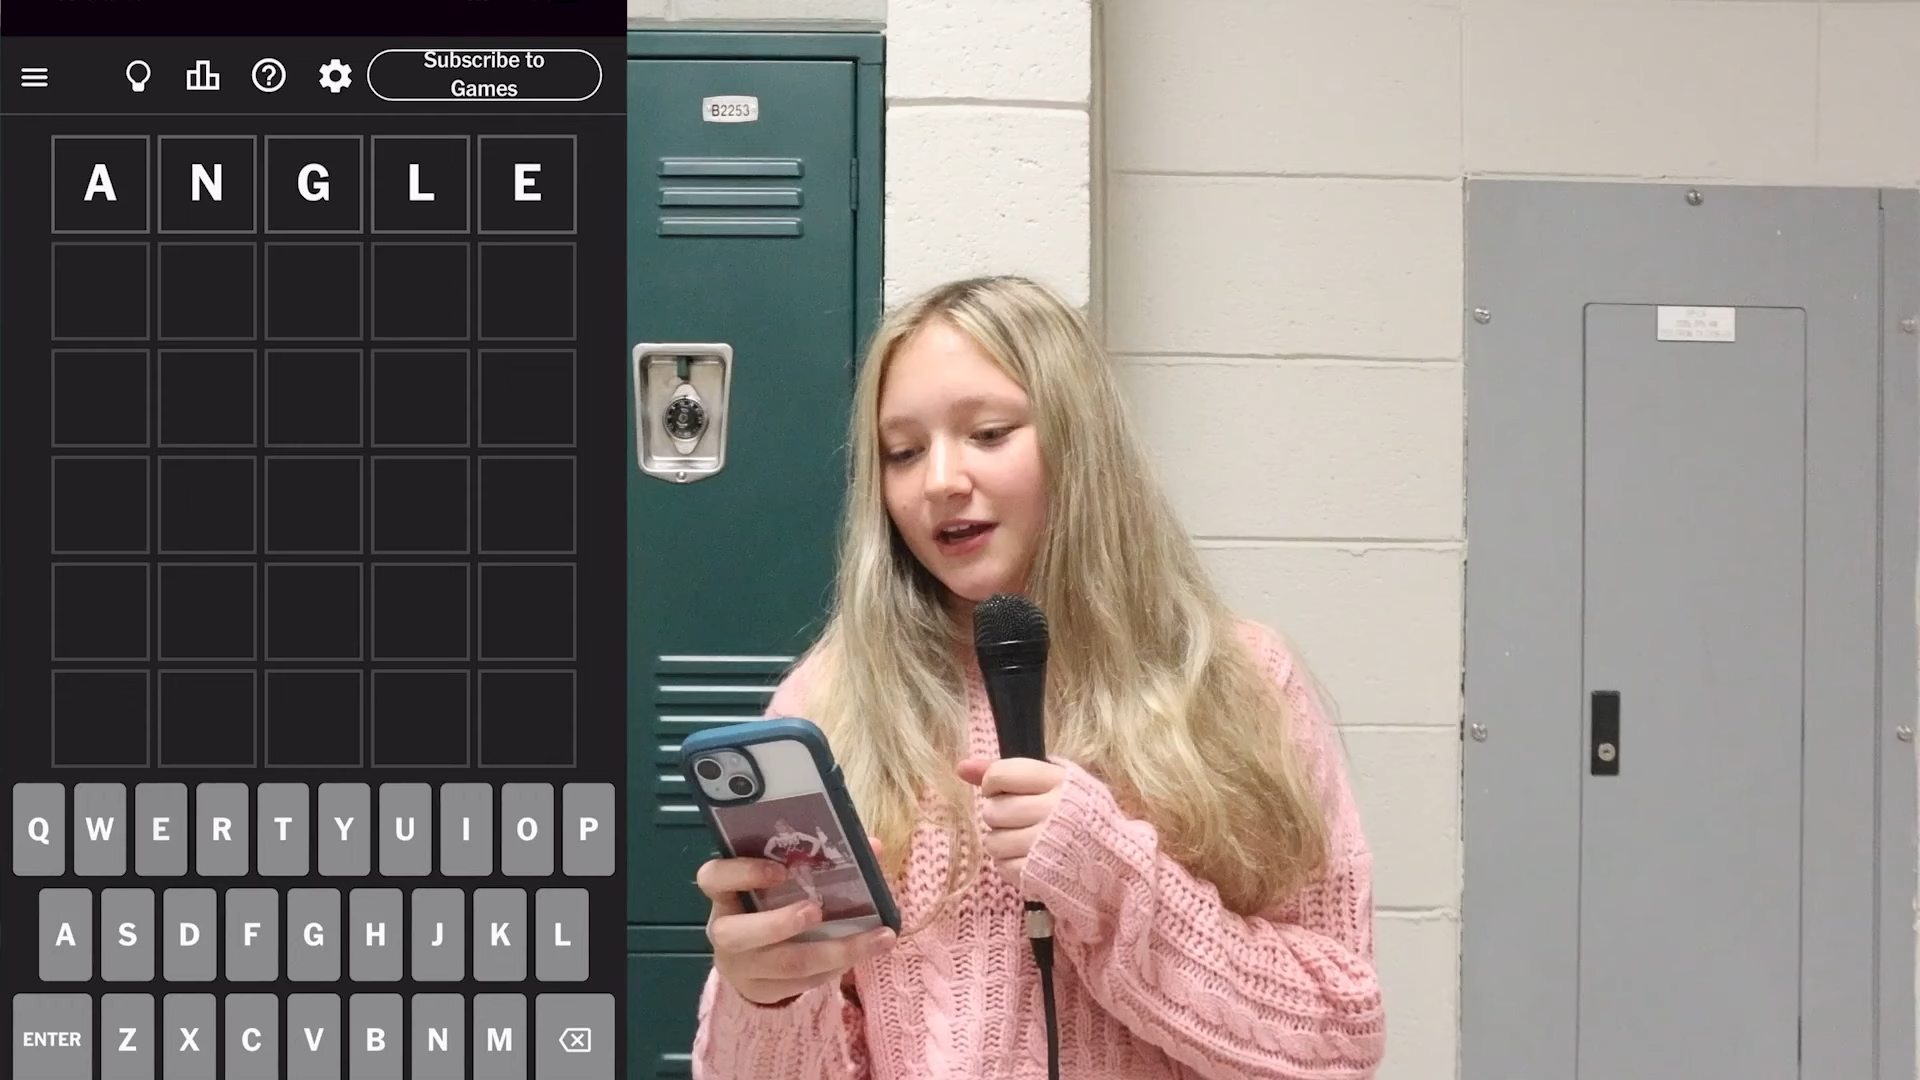 Subscribe to
Games
A N G L E
Q W E R T Y U I O P
A S D F G H J K L
ENTER Z X C V B N M
B2253